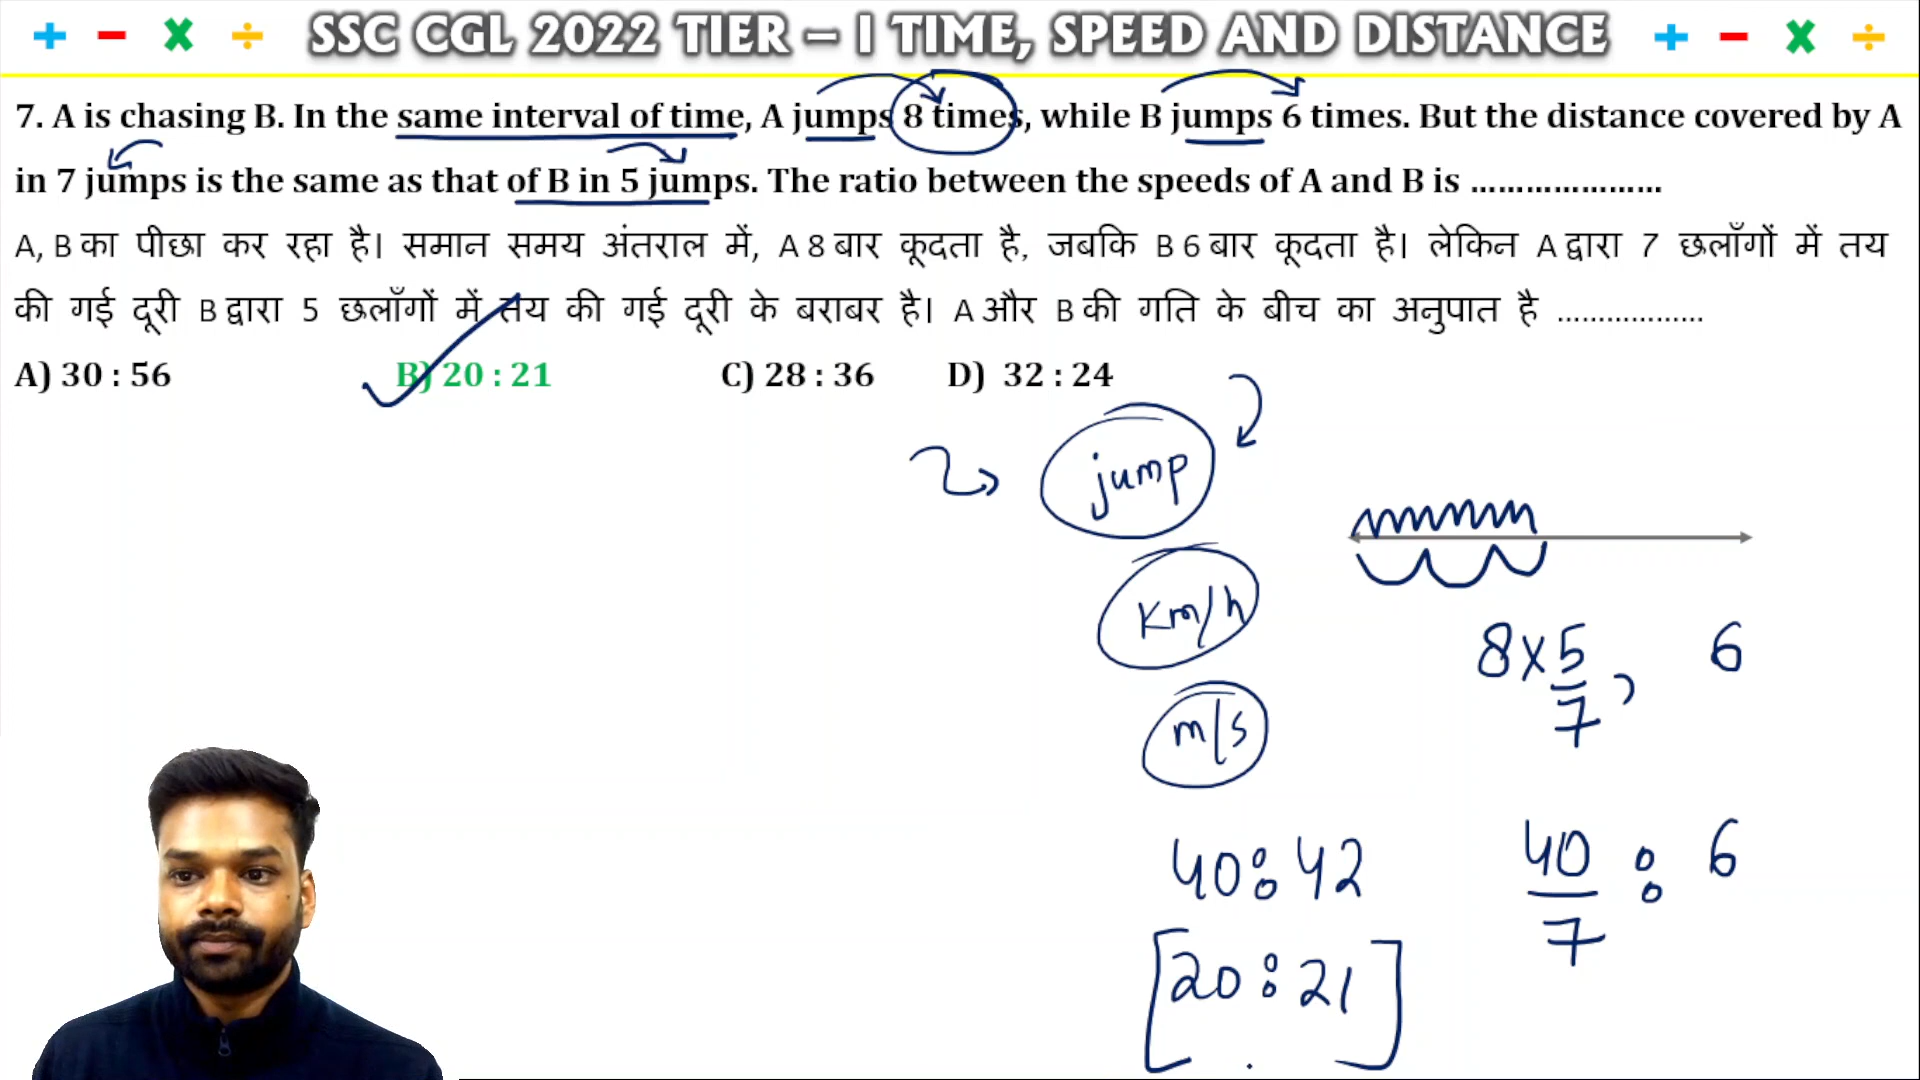 + - × ÷ SSC CGL 2022 TIER – I TIME, SPEED AND DISTANCE + - × ÷
7. A is chasing B. In the same interval of time, A jumps 8 times, while B jumps 6 times. But the distance covered by A
in 7 jumps is the same as that of B in 5 jumps. The ratio between the speeds of A and B is ......................
A, B का पीछा कर रहा है। समान समय अंतराल में, A 8 बार कूदता है, जबकि B 6 बार कूदता है। लेकिन A द्वारा 7 छलाँगों में तय
की गई दूरी B द्वारा 5 छलाँगों में तय की गई दूरी के बराबर है। A और B की गति के बीच का अनुपात है ..................
A) 30 : 56 B) 20 : 21 C) 28 : 36 D) 32 : 24
jump
Km/h
8 × 5/7 , 6
m/s
40 : 42
40/7 : 6
[20 : 21]